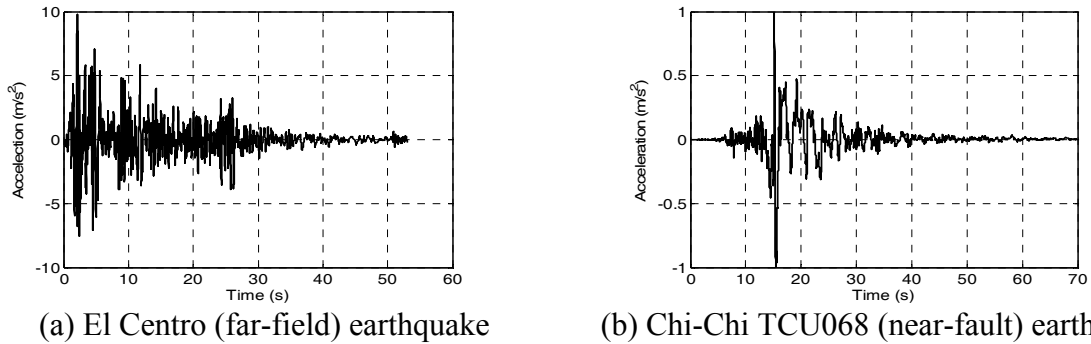 10
5
0
-5
-10
Accelection (m/s²)
0 10 20 30 40 50 60
Time (s)
(a) El Centro (far-field) earthquake
1
0.5
0
-0.5
-1
Acceleration (m/s²)
0 10 20 30 40 50 60 70
Time (s)
(b) Chi-Chi TCU068 (near-fault) earth